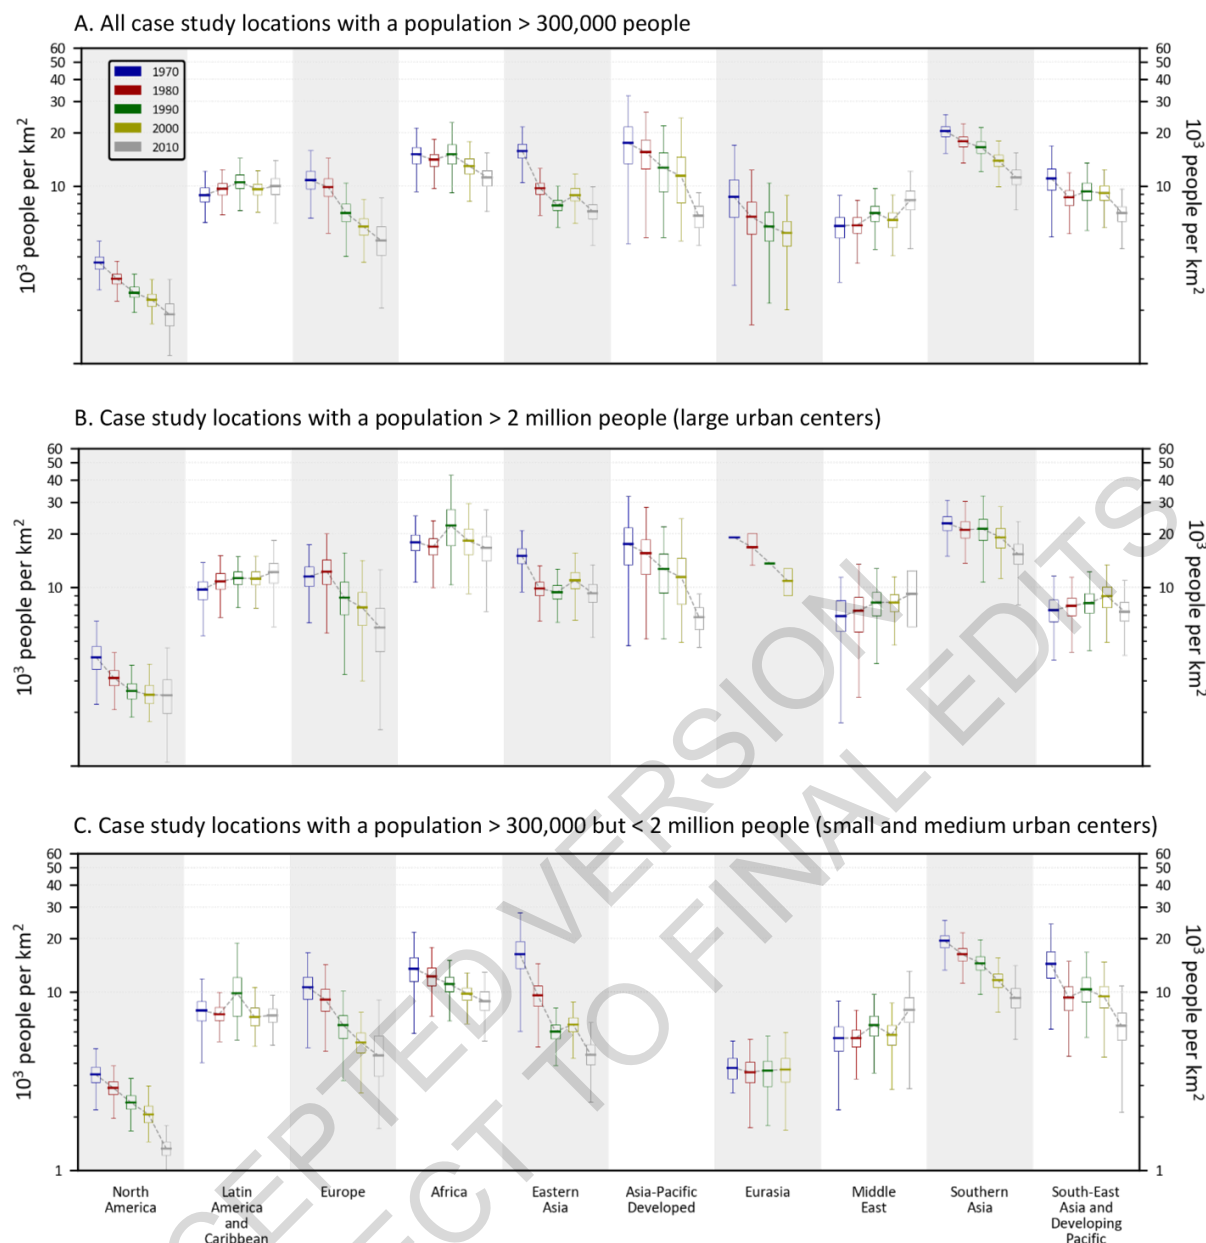 A. All case study locations with a population > 300,000 people
60
50
40
30
20
10
10³ people per km²
1970
1980
1990
2000
2010
60
50
40
30
20
10
10³ people per km²
B. Case study locations with a population > 2 million people (large urban centers)
60
50
40
30
20
10
10³ people per km²
60
50
40
30
20
10
10³ people per km²
C. Case study locations with a population > 300,000 but < 2 million people (small and medium urban centers)
60
50
40
30
20
10
1
10³ people per km²
60
50
40
30
20
10
1
10³ people per km²
North
America
Latin
America
and
Caribbean
Europe
Africa
Eastern
Asia
Asia-Pacific
Developed
Eurasia
Middle
East
Southern
Asia
South-East
Asia and
Developing
Pacific
CEPTED VERSION
ECT TO FINAL EDITS